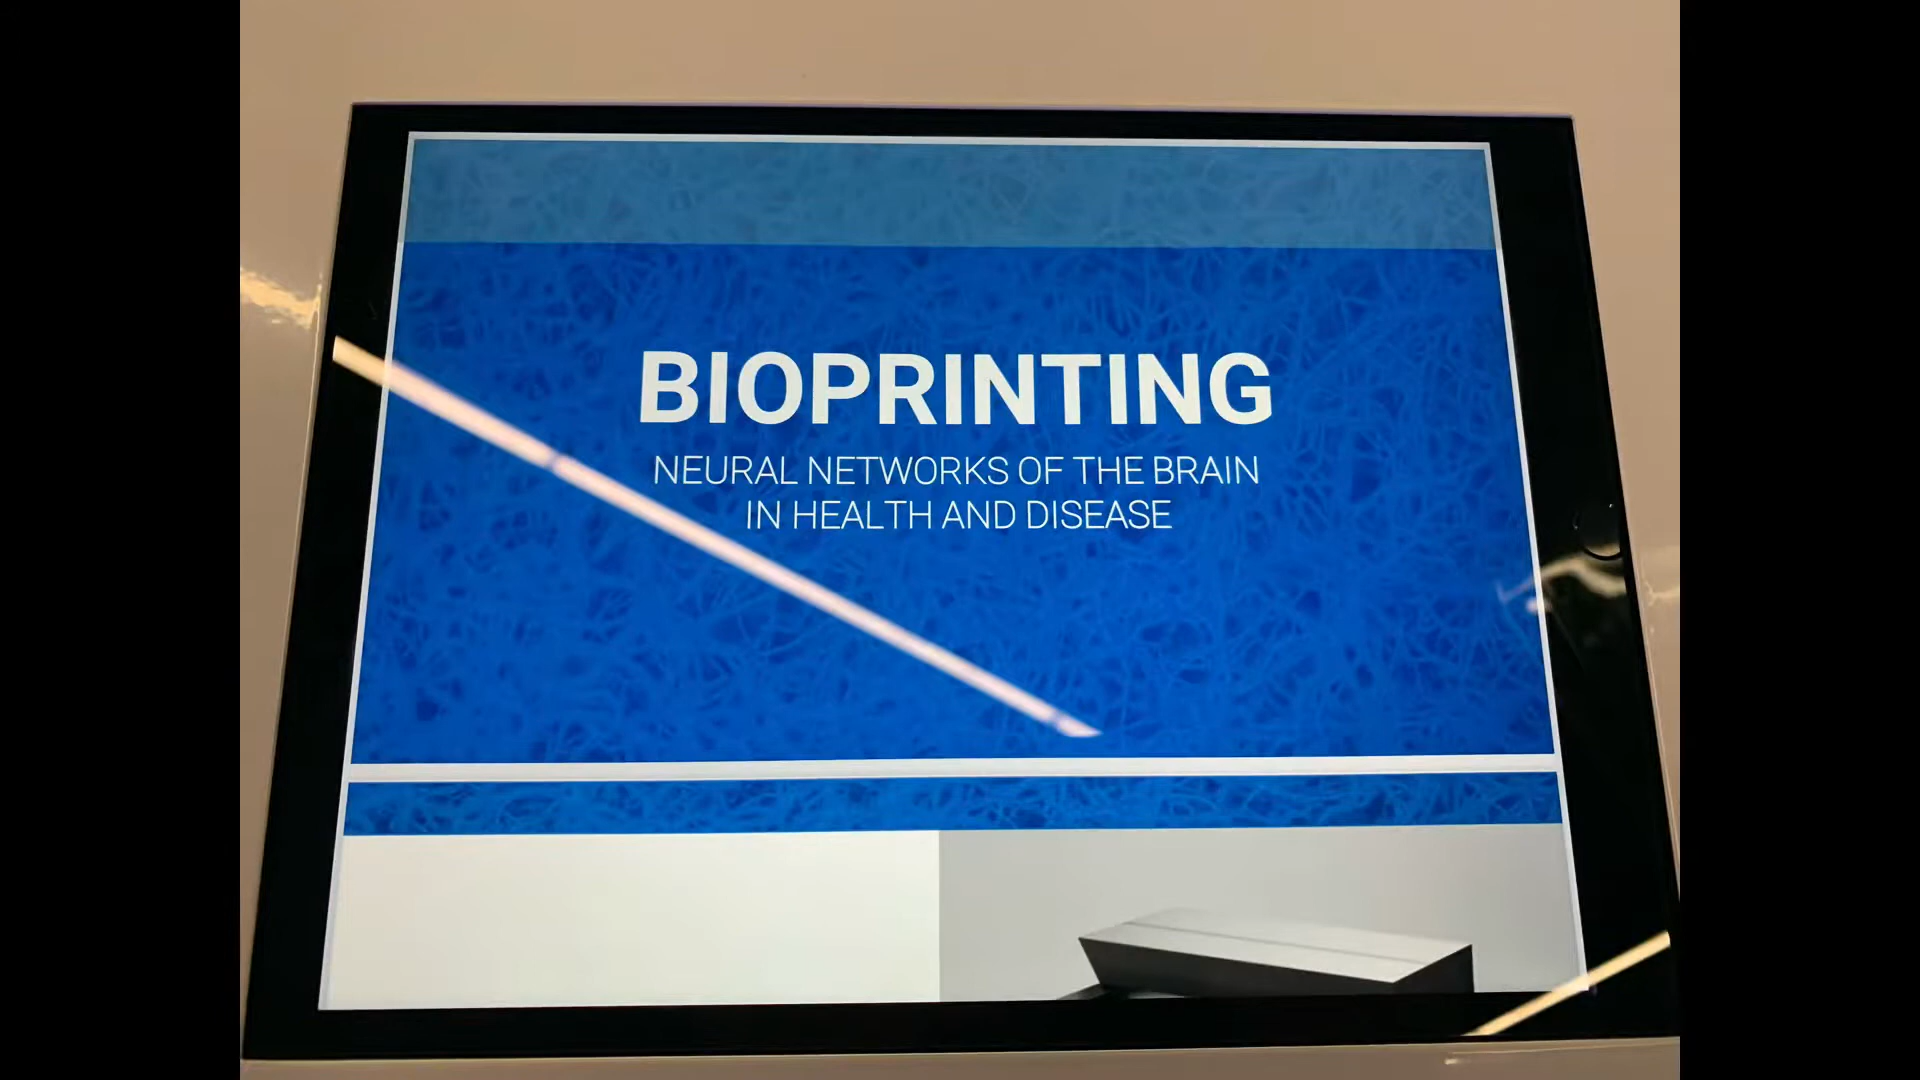 BIOPRINTING
NEURAL NETWORKS OF THE BRAIN
IN HEALTH AND DISEASE